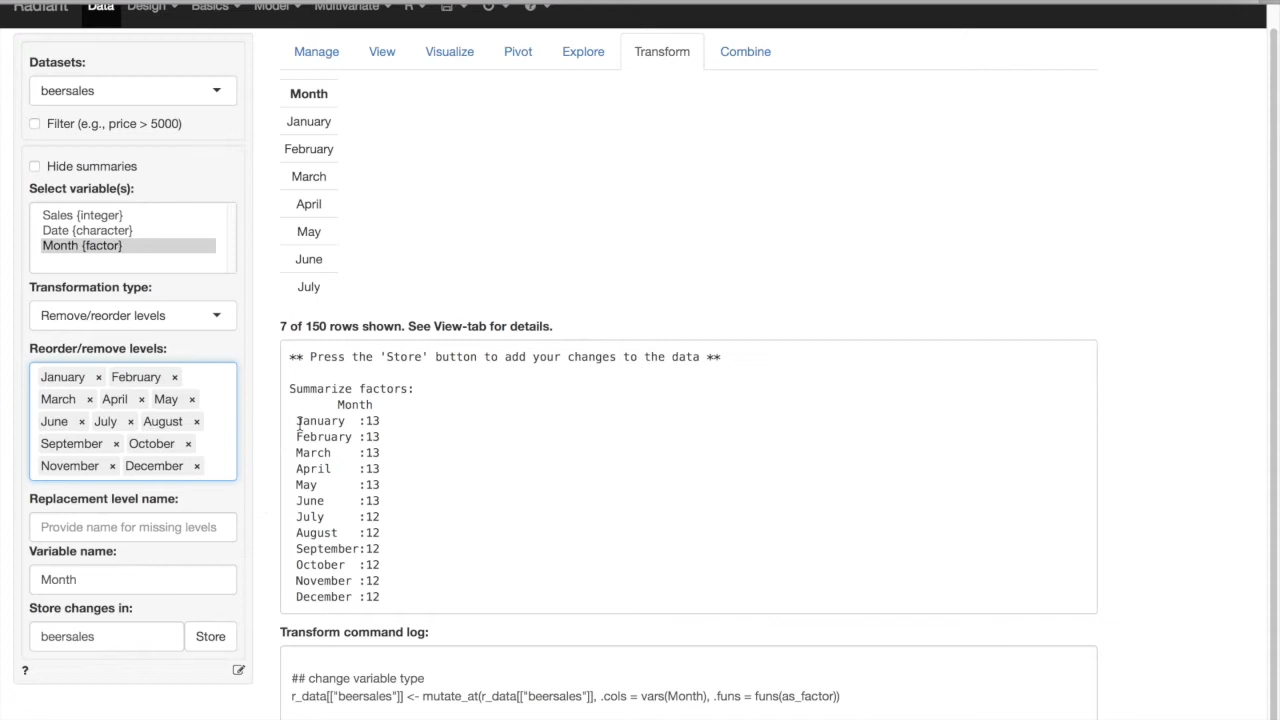 Radiant Data Design Basics Model Multivariate R
Datasets:
beersales
Filter (e.g., price > 5000)
Hide summaries
Select variable(s):
Sales {integer}
Date {character}
Month {factor}
Transformation type:
Remove/reorder levels
Reorder/remove levels:
January × February ×
March × April × May ×
June × July × August ×
September × October ×
November × December ×
Replacement level name:
Provide name for missing levels
Variable name:
Month
Store changes in:
beersales Store
?
Manage View Visualize Pivot Explore Transform Combine
Month
January
February
March
April
May
June
July
7 of 150 rows shown. See View-tab for details.
** Press the 'Store' button to add your changes to the data **
Summarize factors:
Month
January :13
February :13
March :13
April :13
May :13
June :13
July :12
August :12
September:12
October :12
November :12
December :12
Transform command log:
## change variable type
r_data[["beersales"]] <- mutate_at(r_data[["beersales"]], .cols = vars(Month), .funs = funs(as_factor))